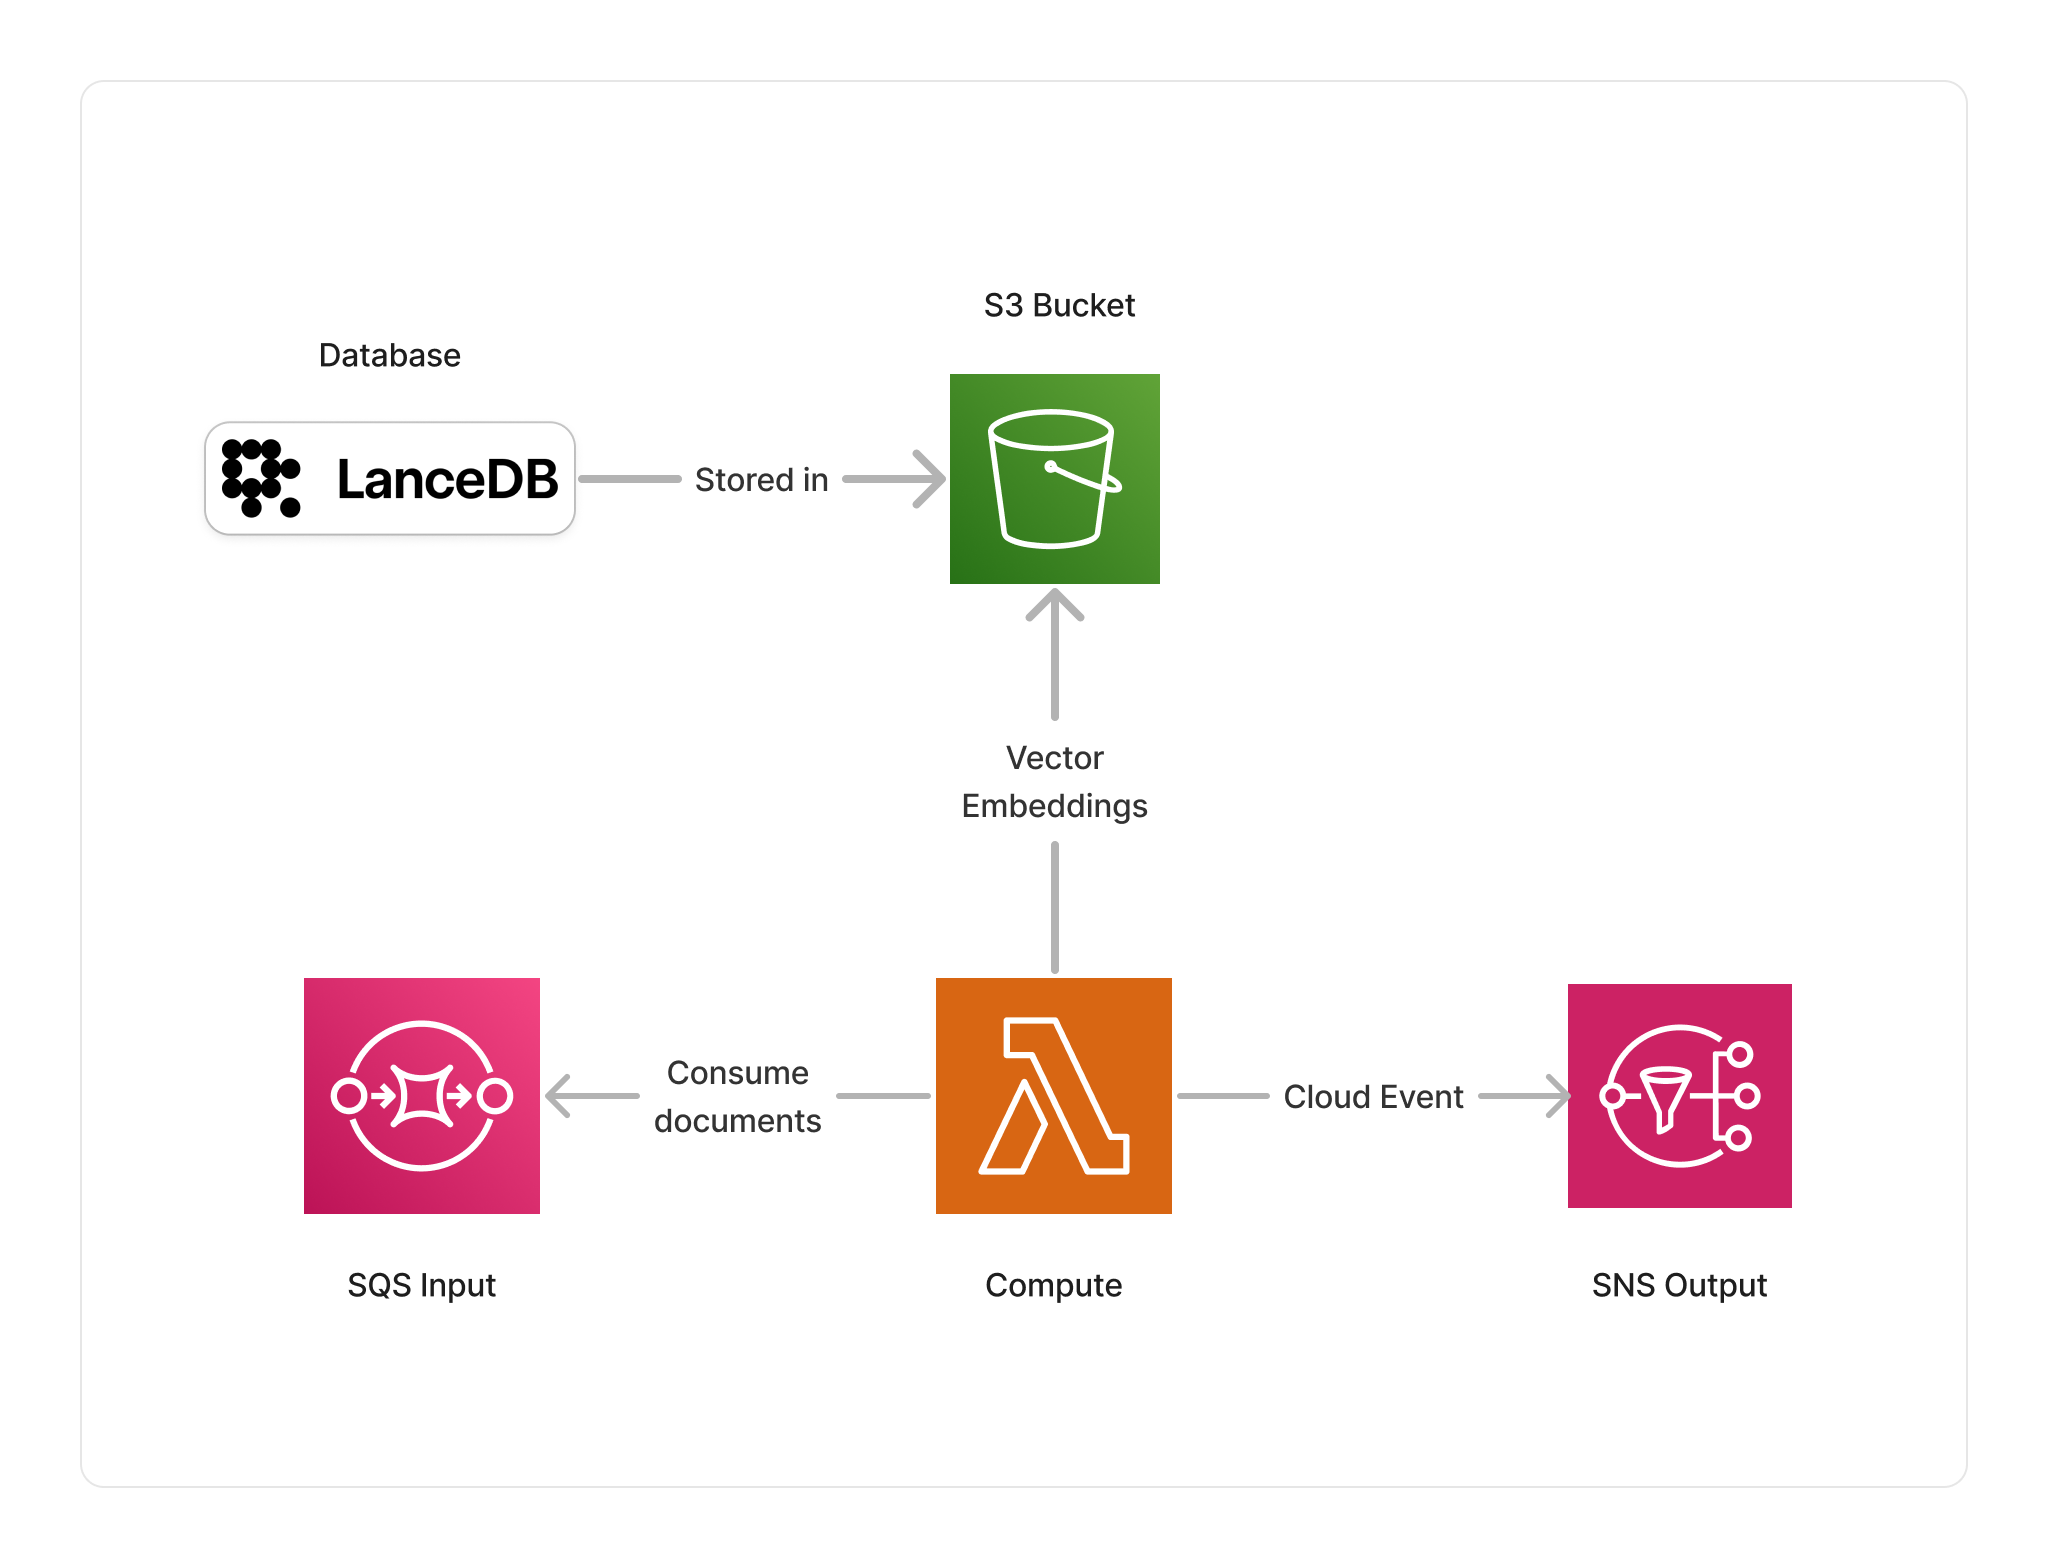 S3 Bucket
Database
LanceDB
Stored in
Vector
Embeddings
Consume
documents
Cloud Event
SQS Input
Compute
SNS Output